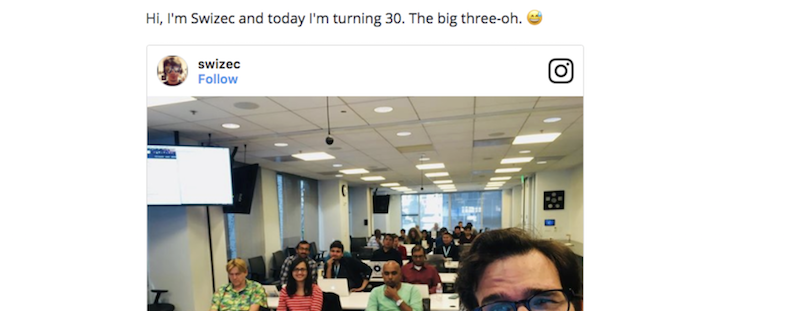 Hi, I'm Swizec and today I'm turning 30. The big three-oh. 😅
swizec
Follow